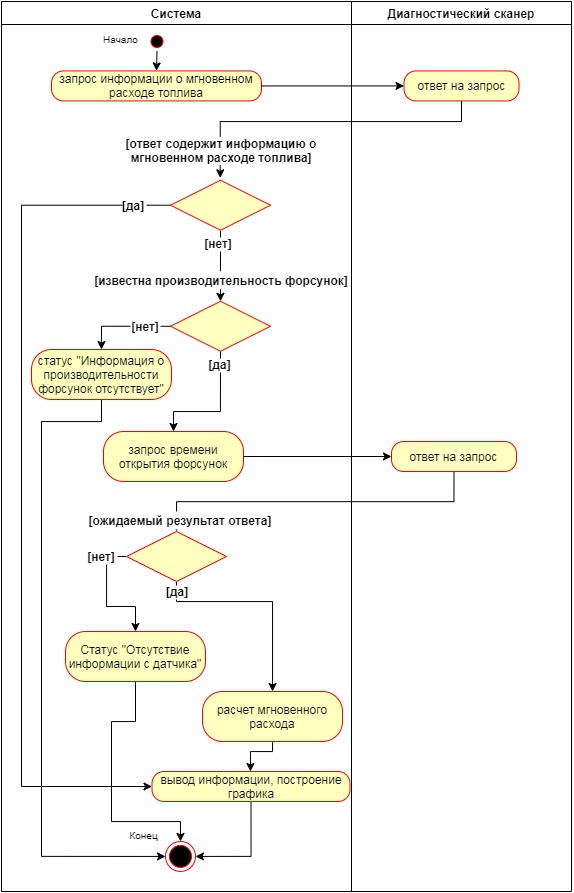 Система
Диагностический сканер
Начало
запрос информации о мгновенном
расходе топлива
ответ на запрос
[ответ содержит информацию о
мгновенном расходе топлива]
[да]
[нет]
[известна производительность форсунок]
[нет]
[да]
статус "Информация о
производительности
форсунок отсутствует"
запрос времени
открытия форсунок
ответ на запрос
[ожидаемый результат ответа]
[нет]
[да]
Статус "Отсутствие
информации с датчика"
расчет мгновенного
расхода
вывод информации, построение
графика
Конец